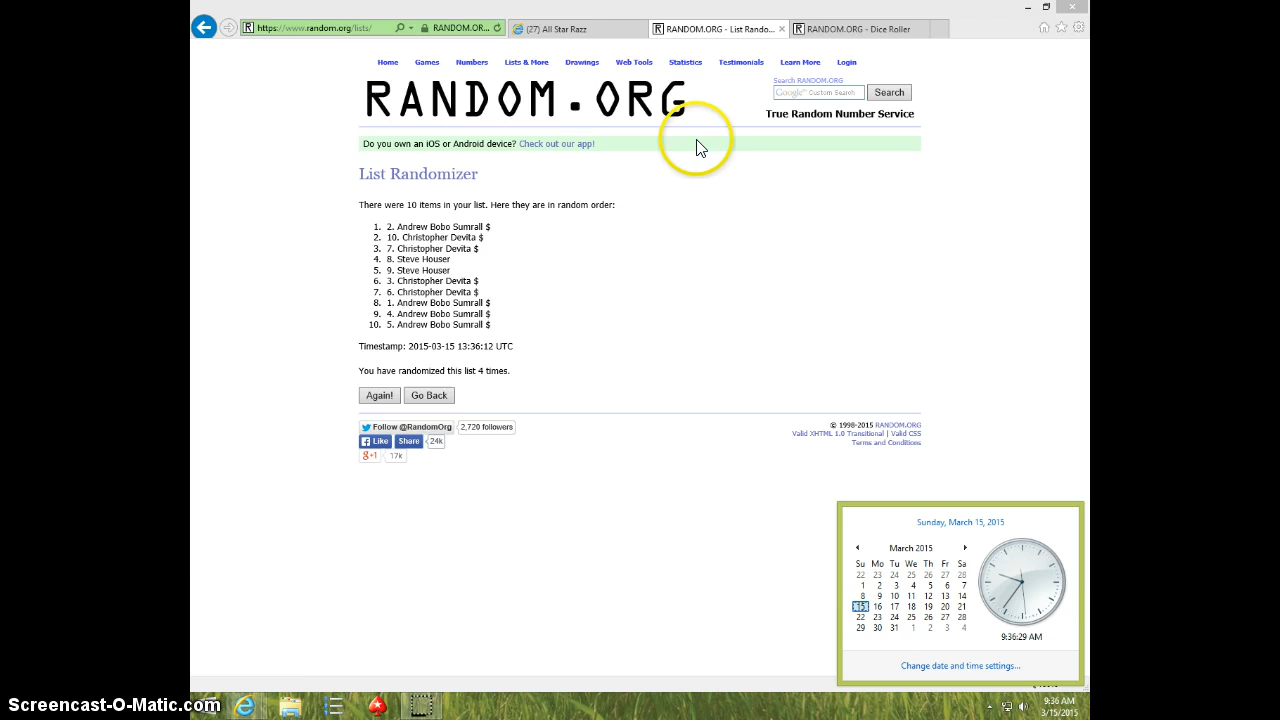 https://www.random.org/lists/
RANDOM.OR...
(27) All Star Razz
RANDOM.ORG - List Rando...
RANDOM.ORG - Dice Roller
Home Games Numbers Lists & More Drawings Web Tools Statistics Testimonials Learn More Login
RANDOM.ORG
Search RANDOM.ORG
Google™ Custom Search Search
True Random Number Service
Do you own an iOS or Android device? Check out our app!
List Randomizer
There were 10 items in your list. Here they are in random order:
1. 2. Andrew Bobo Sumrall $
2. 10. Christopher Devita $
3. 7. Christopher Devita $
4. 8. Steve Houser
5. 9. Steve Houser
6. 3. Christopher Devita $
7. 6. Christopher Devita $
8. 1. Andrew Bobo Sumrall $
9. 4. Andrew Bobo Sumrall $
10. 5. Andrew Bobo Sumrall $
Timestamp: 2015-03-15 13:36:12 UTC
You have randomized this list 4 times.
Again! Go Back
Follow @RandomOrg 2,720 followers
Like Share 24k
g+1 17k
© 1998-2015 RANDOM.ORG
Valid XHTML 1.0 Transitional | Valid CSS
Terms and Conditions
Sunday, March 15, 2015
March 2015
Su Mo Tu We Th Fr Sa
22 23 24 25 26 27 28
1 2 3 4 5 6 7
8 9 10 11 12 13 14
15 16 17 18 19 20 21
22 23 24 25 26 27 28
29 30 31 1 2 3 4
9:36:29 AM
Change date and time settings...
9:36 AM
3/15/2015
Screencast-O-Matic.com